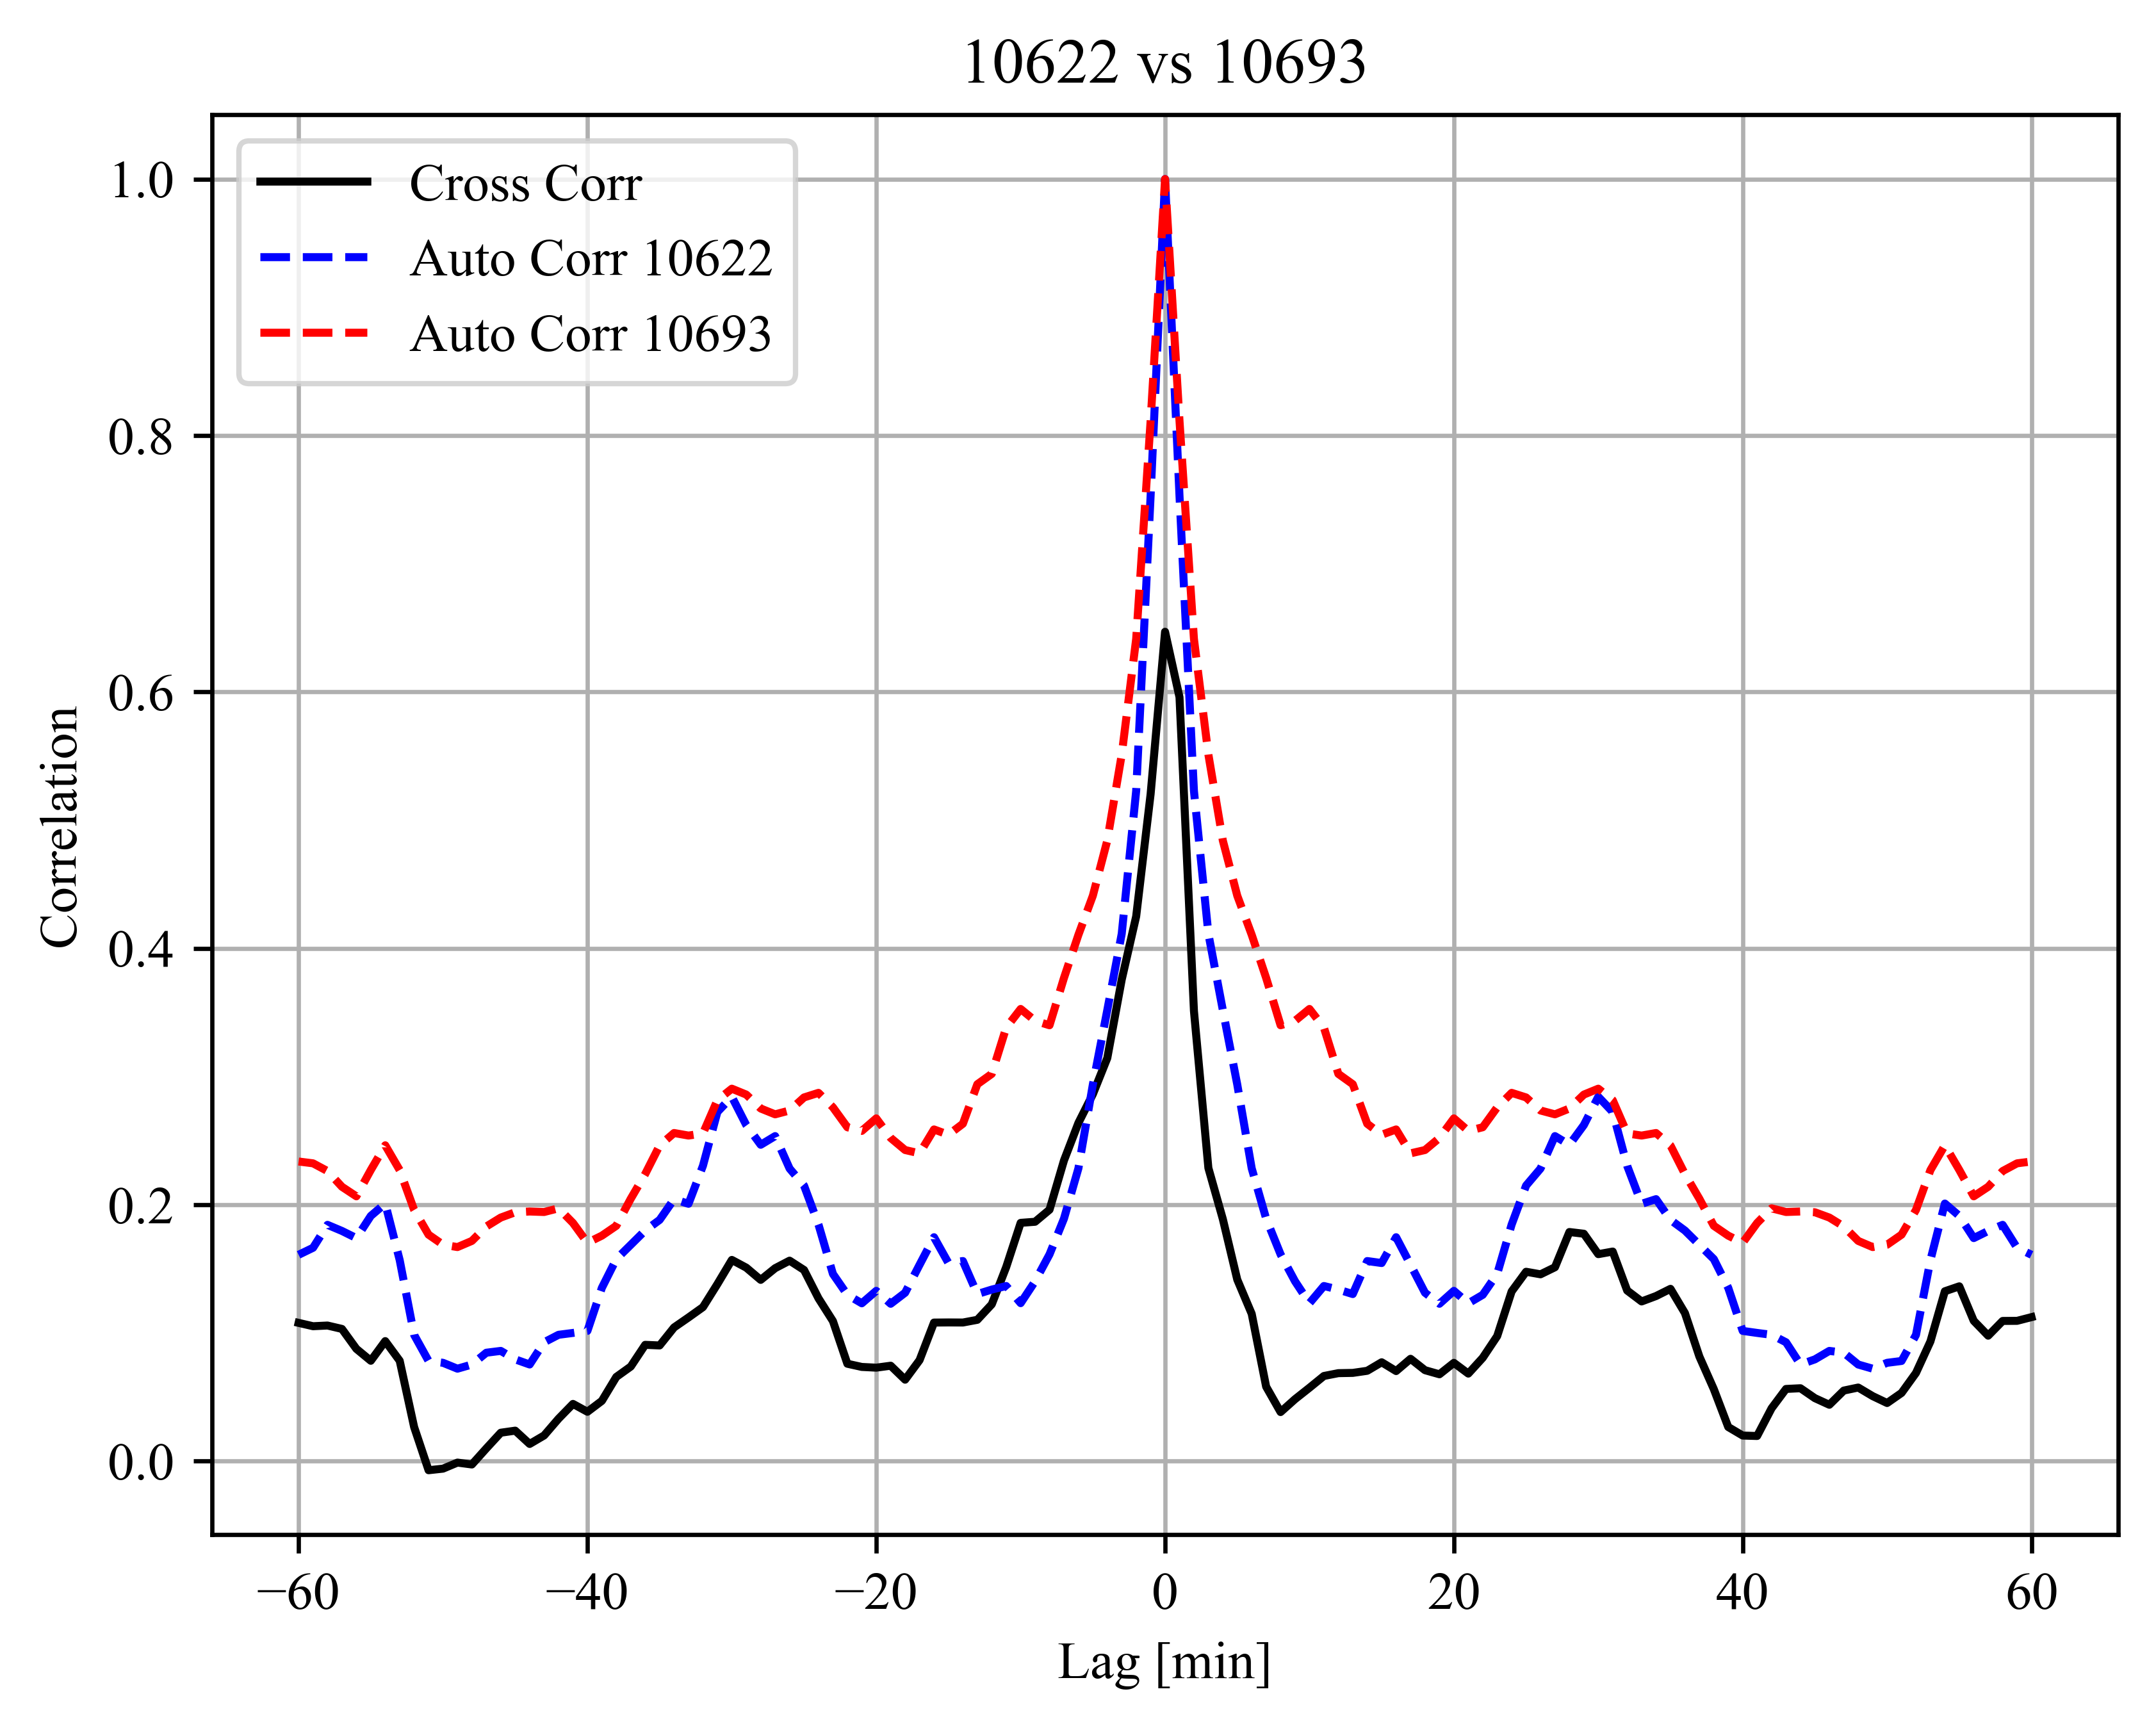 10622 vs 10693
Cross Corr
Auto Corr 10622
Auto Corr 10693
1.0
0.8
0.6
0.4
0.2
0.0
Correlation
−60
−40
−20
0
20
40
60
Lag [min]